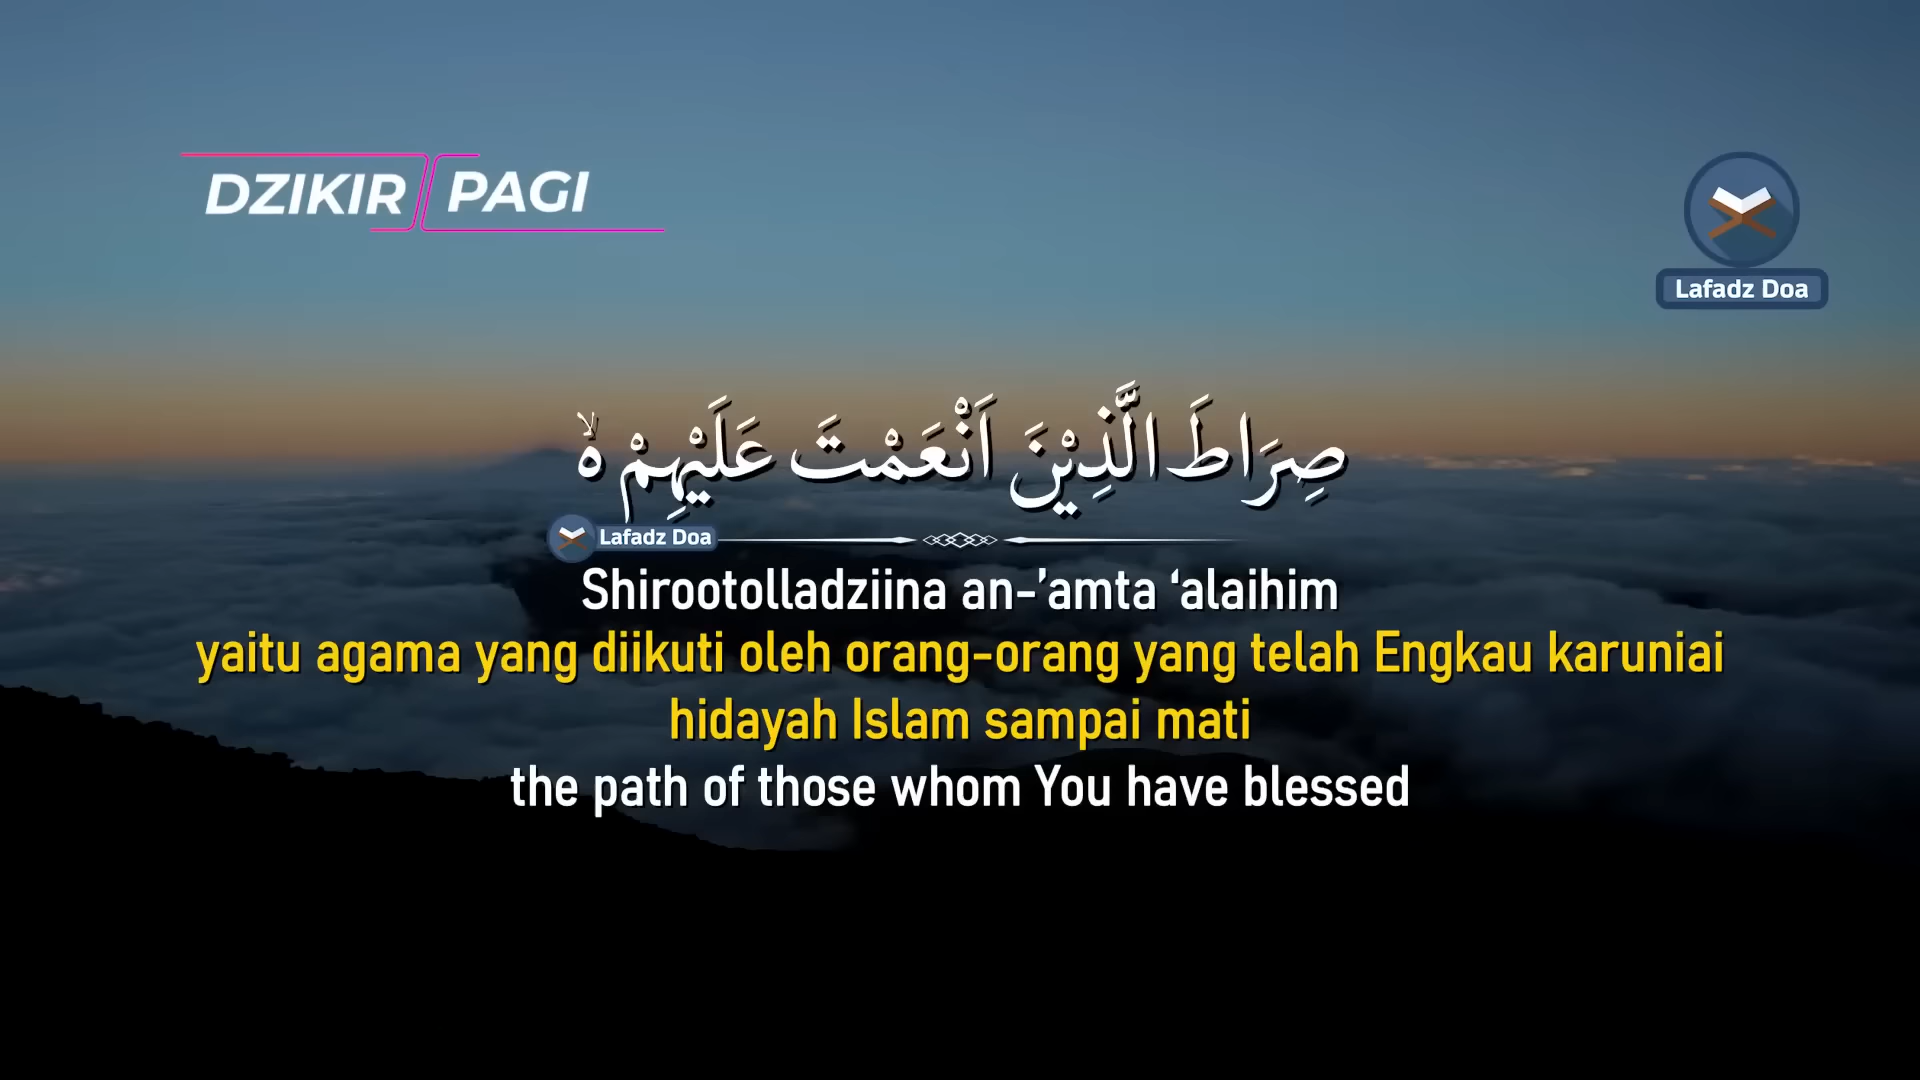 DZIKIR PAGI
Lafadz Doa
صِرَاطَ الَّذِيْنَ اَنْعَمْتَ عَلَيْهِمْ ەۙ
Lafadz Doa
Shirootolladziina an-’amta ‘alaihim
yaitu agama yang diikuti oleh orang-orang yang telah Engkau karuniai
hidayah Islam sampai mati
the path of those whom You have blessed